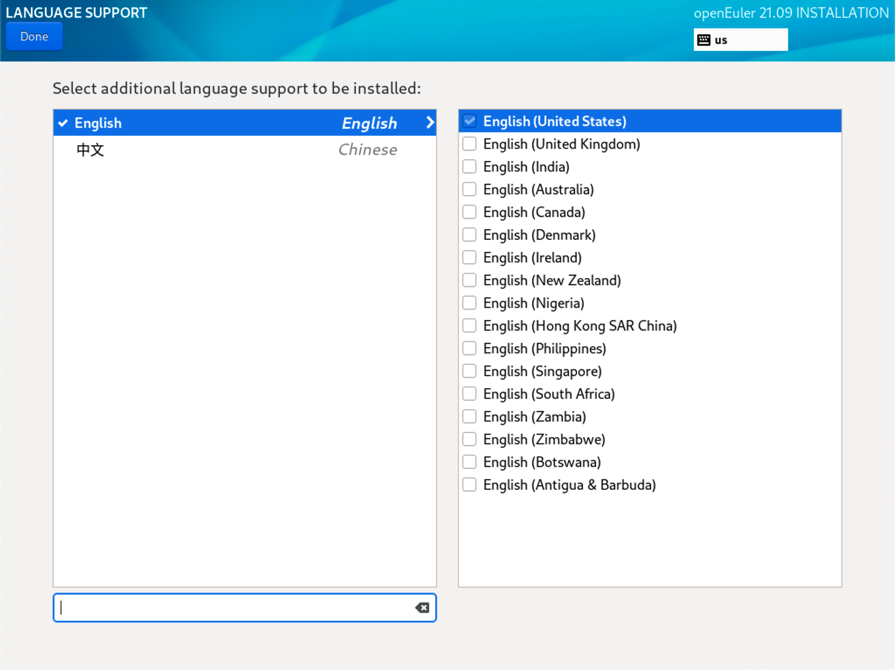 LANGUAGE SUPPORT
openEuler 21.09 INSTALLATION
Done
us
Select additional language support to be installed:
English English
中文 Chinese
English (United States)
English (United Kingdom)
English (India)
English (Australia)
English (Canada)
English (Denmark)
English (Ireland)
English (New Zealand)
English (Nigeria)
English (Hong Kong SAR China)
English (Philippines)
English (Singapore)
English (South Africa)
English (Zambia)
English (Zimbabwe)
English (Botswana)
English (Antigua & Barbuda)